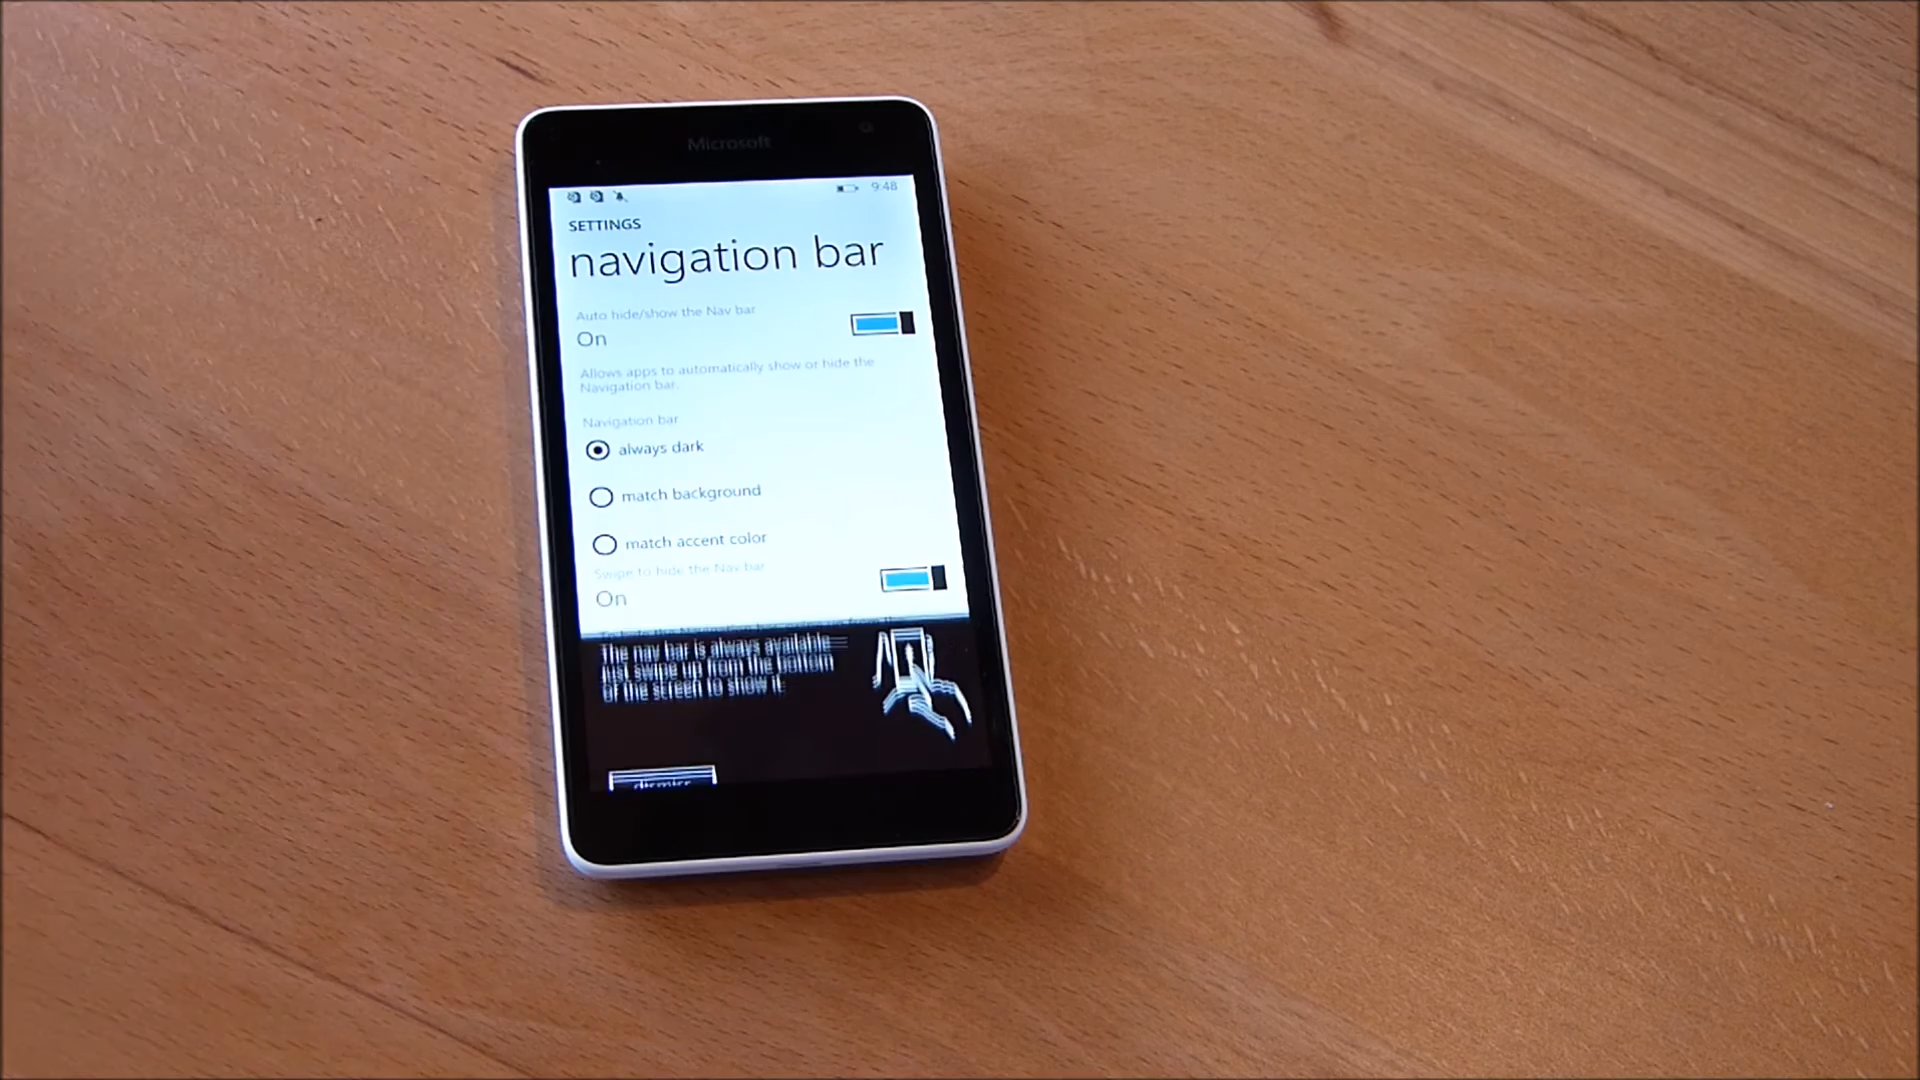 Microsoft
9:48
SETTINGS
navigation bar
Auto hide/show the Nav bar
On
Allows apps to automatically show or hide the
Navigation bar.
Navigation bar
always dark
match background
match accent color
Swipe to hide the Nav bar
On
The nav bar is always available
just swipe up from the bottom
of the screen to show it
dismiss